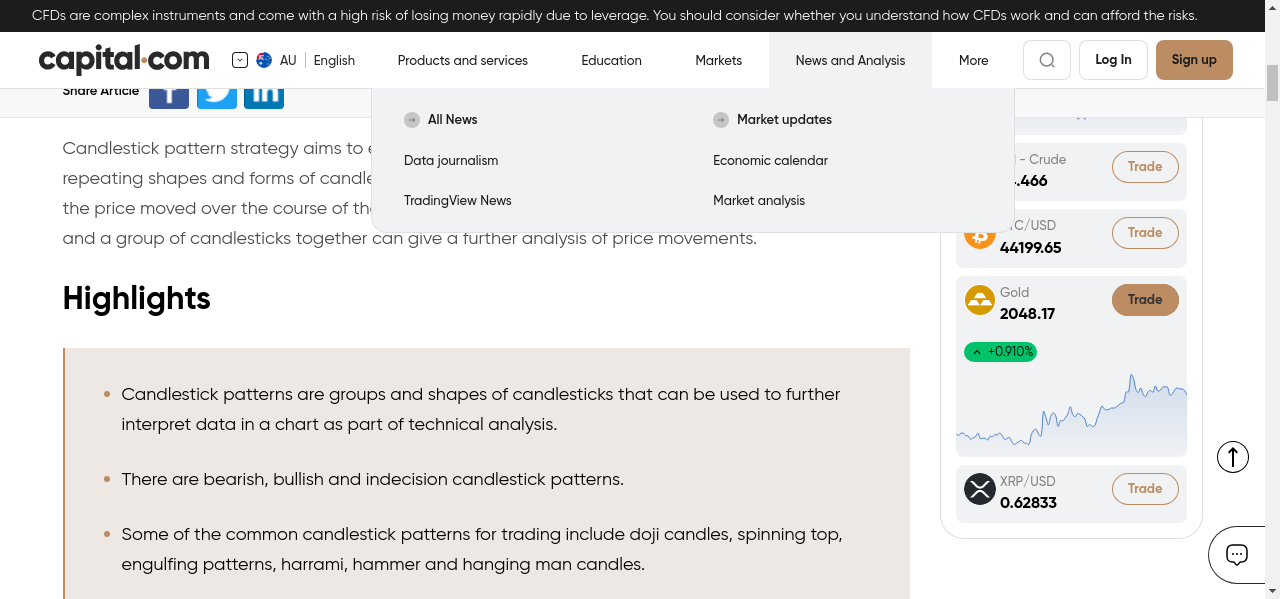 CFDs are complex instruments and come with a high risk of losing money rapidly due to leverage. You should consider whether you understand how CFDs work and can afford the risks.
capital.com AU English Products and services Education Markets News and Analysis More Log In Sign up
Share Article
All News Market updates
Data journalism Economic calendar
TradingView News Market analysis
Candlestick pattern strategy aims to
repeating shapes and forms of
the price moved over the course of
and a group of candlesticks together can give a further analysis of price movements.
- Crude Trade
.466
/USD Trade
44199.65
Gold Trade
2048.17
+0.910%
XRP/USD Trade
0.62833
Highlights
Candlestick patterns are groups and shapes of candlesticks that can be used to further
interpret data in a chart as part of technical analysis.
There are bearish, bullish and indecision candlestick patterns.
Some of the common candlestick patterns for trading include doji candles, spinning top,
engulfing patterns, harrami, hammer and hanging man candles.